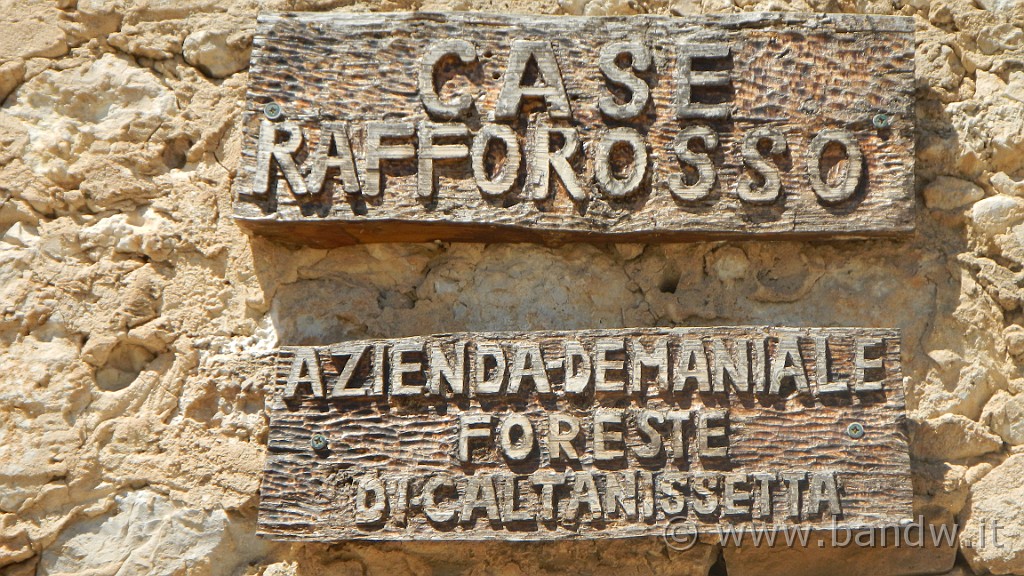 CASE
RAFFOROSSO
AZIENDA-DEMANIALE
FORESTE
DI CALTANISSETTA
© www.bandw.it